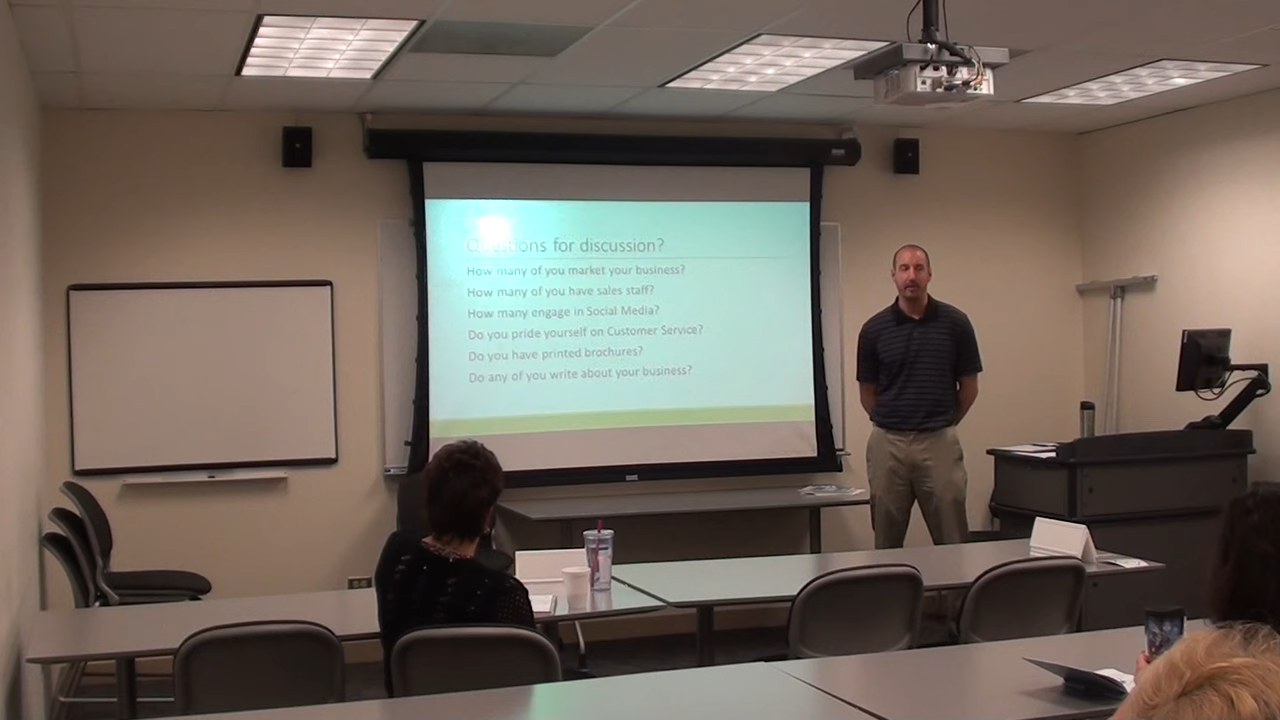 Questions for discussion?
How many of you market your business?
How many of you have sales staff?
How many engage in Social Media?
Do you pride yourself on Customer Service?
Do you have printed brochures?
Do any of you write about your business?